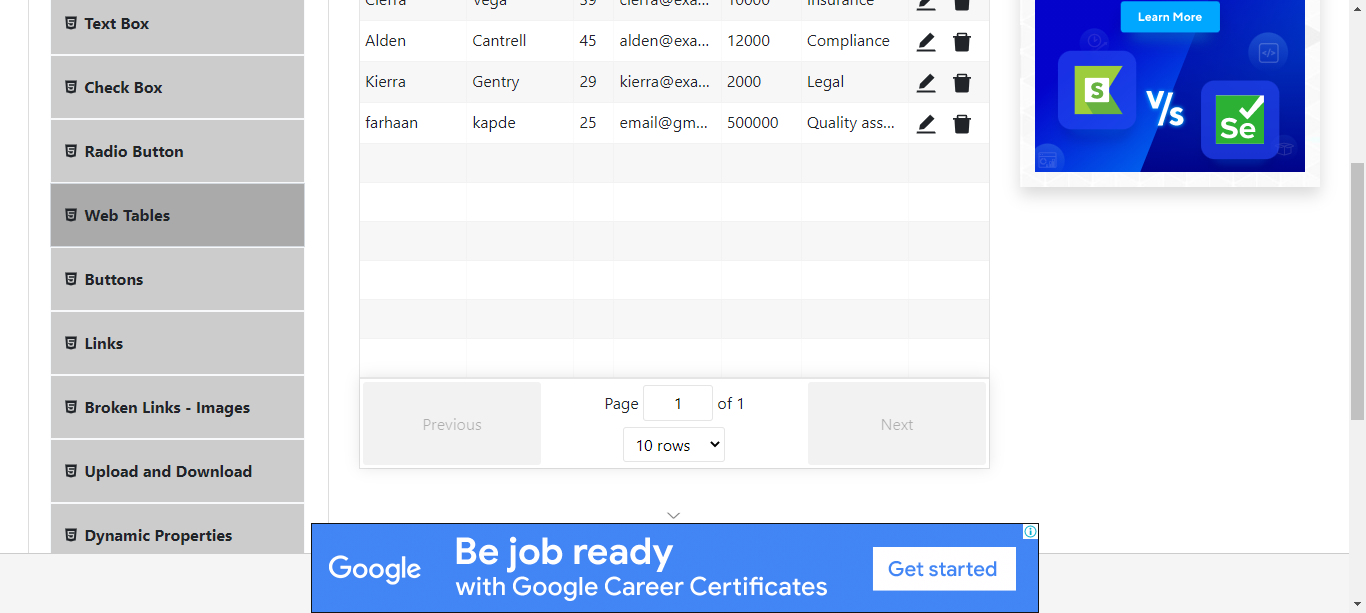 Text Box
Check Box
Radio Button
Web Tables
Buttons
Links
Broken Links - Images
Upload and Download
Dynamic Properties
Cierra Vega 39 cierra@exa... 10000 Insurance
Alden Cantrell 45 alden@exa... 12000 Compliance
Kierra Gentry 29 kierra@exa... 2000 Legal
farhaan kapde 25 email@gm... 500000 Quality ass...
Previous
Page 1 of 1
10 rows
Next
Learn More
S V/s Se
Google
Be job ready
with Google Career Certificates
Get started